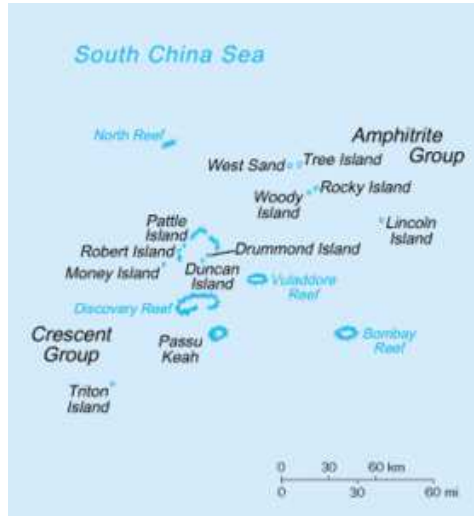 South China Sea
North Reef
Amphitrite
Group
West Sand
Tree Island
Woody
Island
Rocky Island
Lincoln
Island
Pattle
Island
Robert Island
Drummond Island
Money Island
Duncan
Island
Vuladdore
Reef
Discovery Reef
Crescent
Group
Passu
Keah
Bombay
Reef
Triton
Island
0 30 60 km
0 30 60 mi